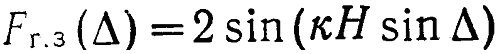 F_{г.з} (Δ) = 2 sin (κH sin Δ)